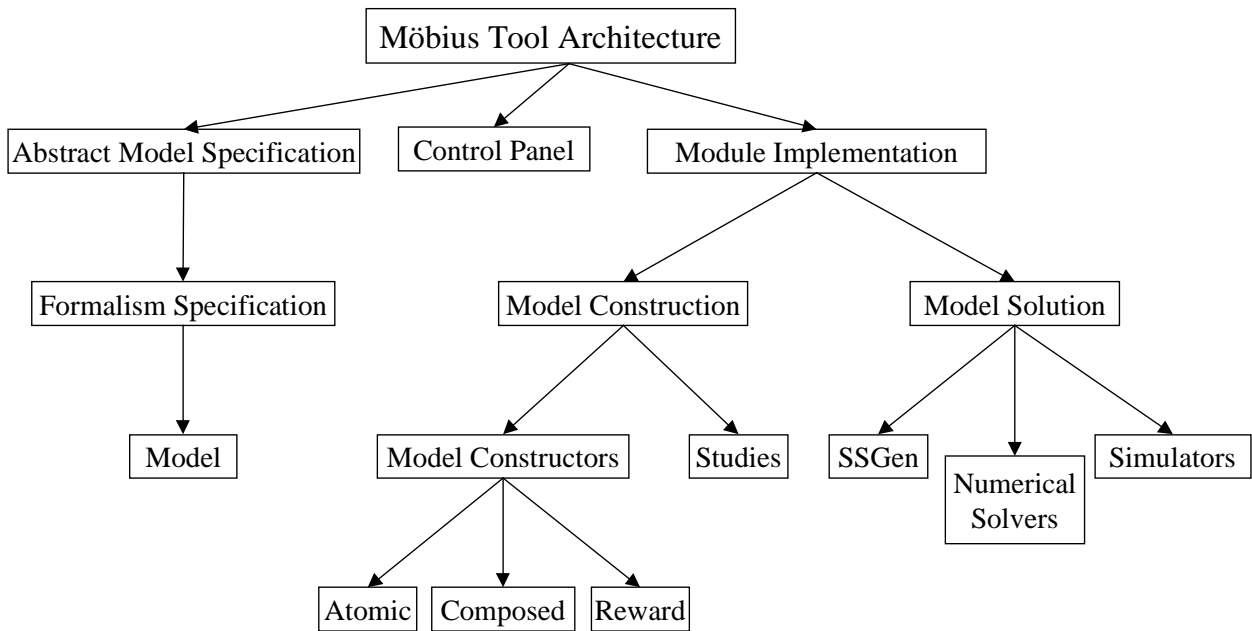 Möbius Tool Architecture
Abstract Model Specification
Control Panel
Module Implementation
Formalism Specification
Model Construction
Model Solution
Model
Model Constructors
Studies
SSGen
Numerical
Solvers
Simulators
Atomic
Composed
Reward